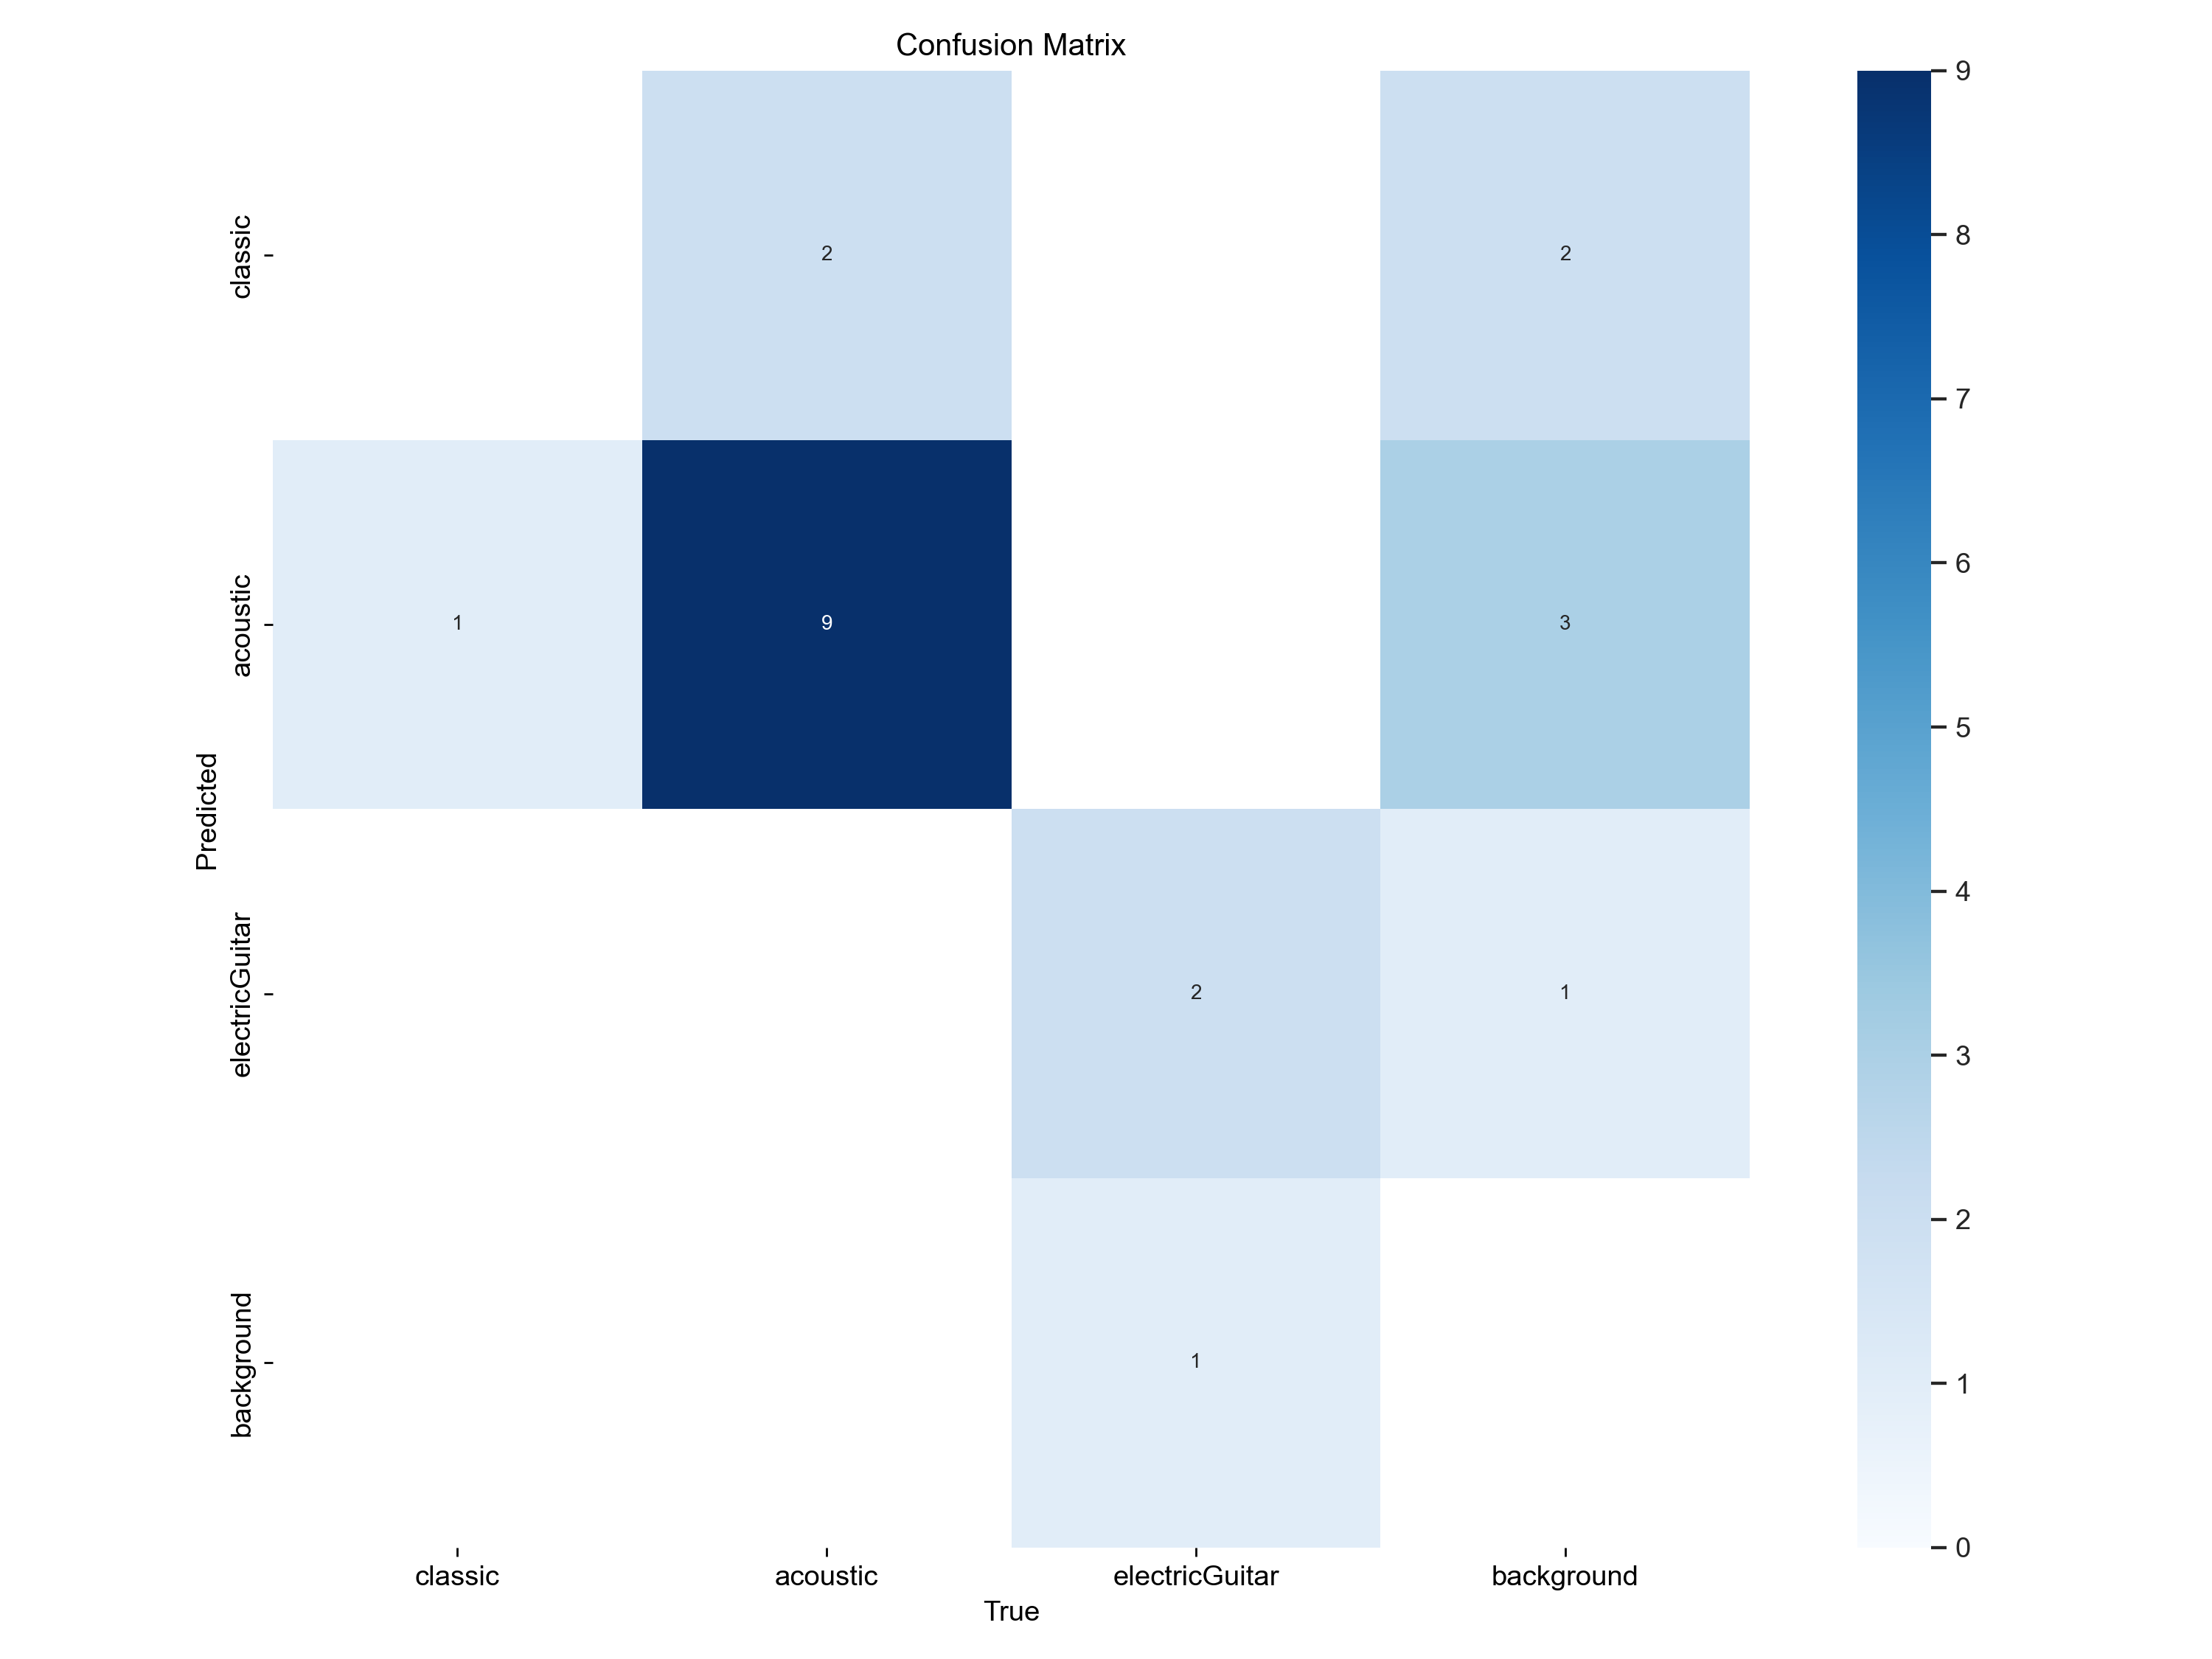 Confusion Matrix
classic
acoustic
electricGuitar
background
Predicted
2
2
1
9
3
2
1
1
classic
acoustic
electricGuitar
background
True
9
8
7
6
5
4
3
2
1
0